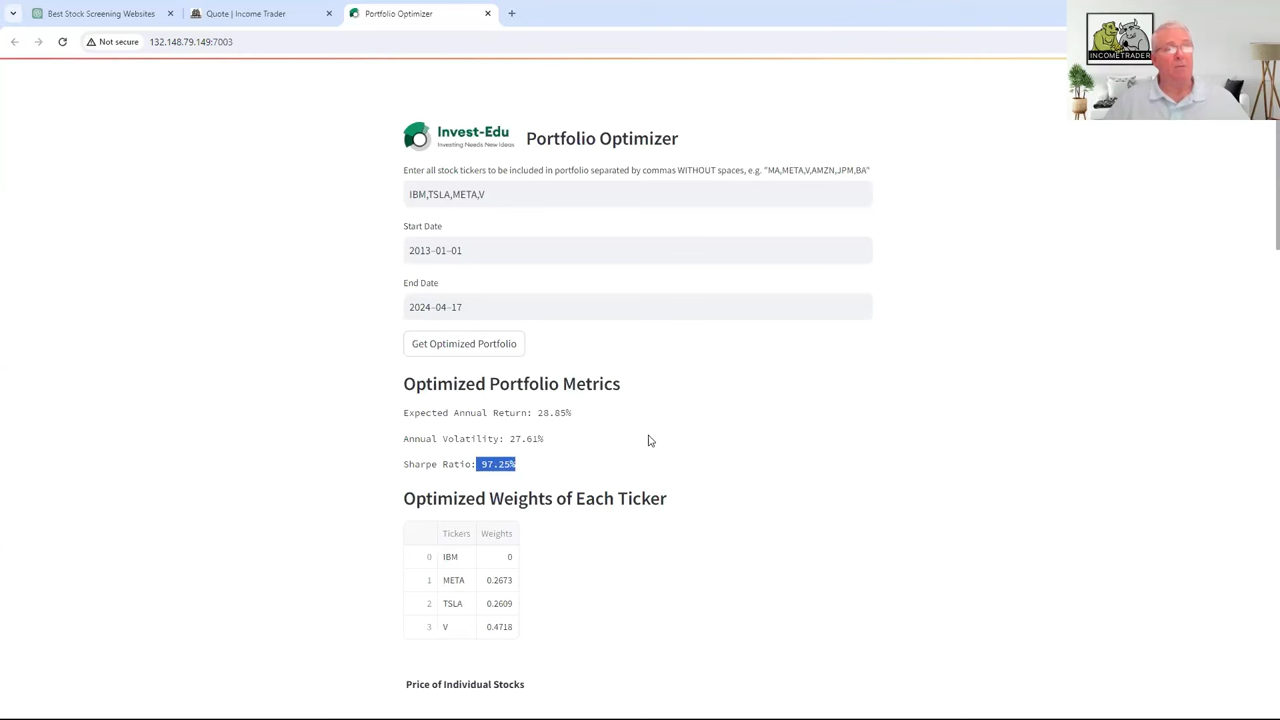 Best Stock Screening Websites
Quote | Income Trader
Portfolio Optimizer
Not secure
132.148.79.149:7003
INCOMETRADER
Invest-Edu
Investing Needs New Ideas
Portfolio Optimizer
Enter all stock tickers to be included in portfolio separated by commas WITHOUT spaces, e.g. "MA,META,V,AMZN,JPM,BA"
IBM,TSLA,META,V
Start Date
2013-01-01
End Date
2024-04-17
Get Optimized Portfolio
Optimized Portfolio Metrics
Expected Annual Return: 28.85%
Annual Volatility: 27.61%
Sharpe Ratio: 97.25%
Optimized Weights of Each Ticker
Tickers Weights
0 IBM 0
1 META 0.2673
2 TSLA 0.2609
3 V 0.4718
Price of Individual Stocks